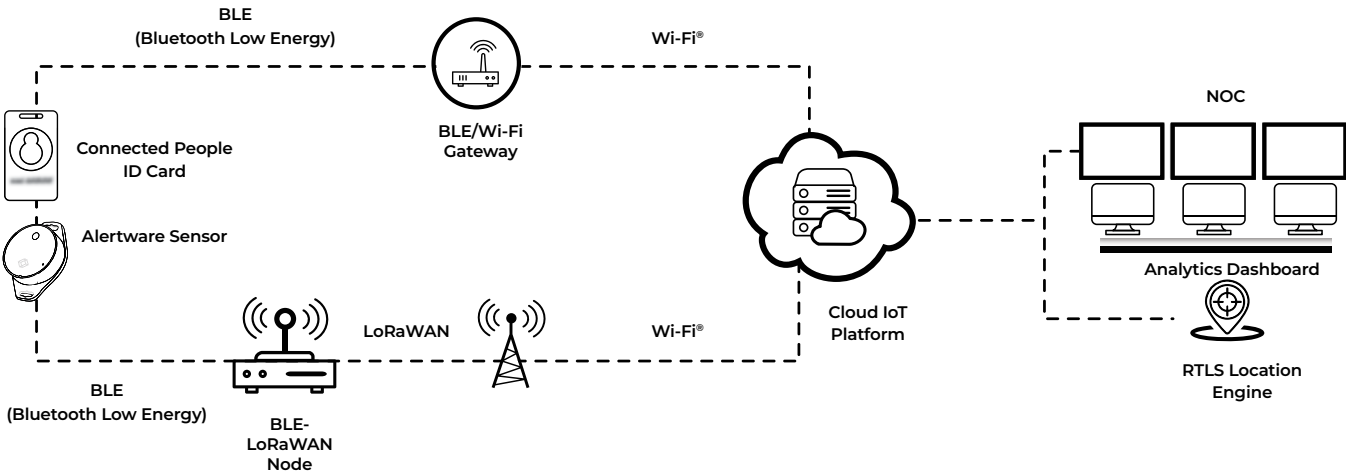 BLE
(Bluetooth Low Energy)
Wi-Fi®
BLE/Wi-Fi
Gateway
Connected People
ID Card
Alertware Sensor
NOC
Analytics Dashboard
Cloud IoT
Platform
LoRaWAN
Wi-Fi®
RTLS Location
Engine
BLE
(Bluetooth Low Energy)
BLE-
LoRaWAN
Node